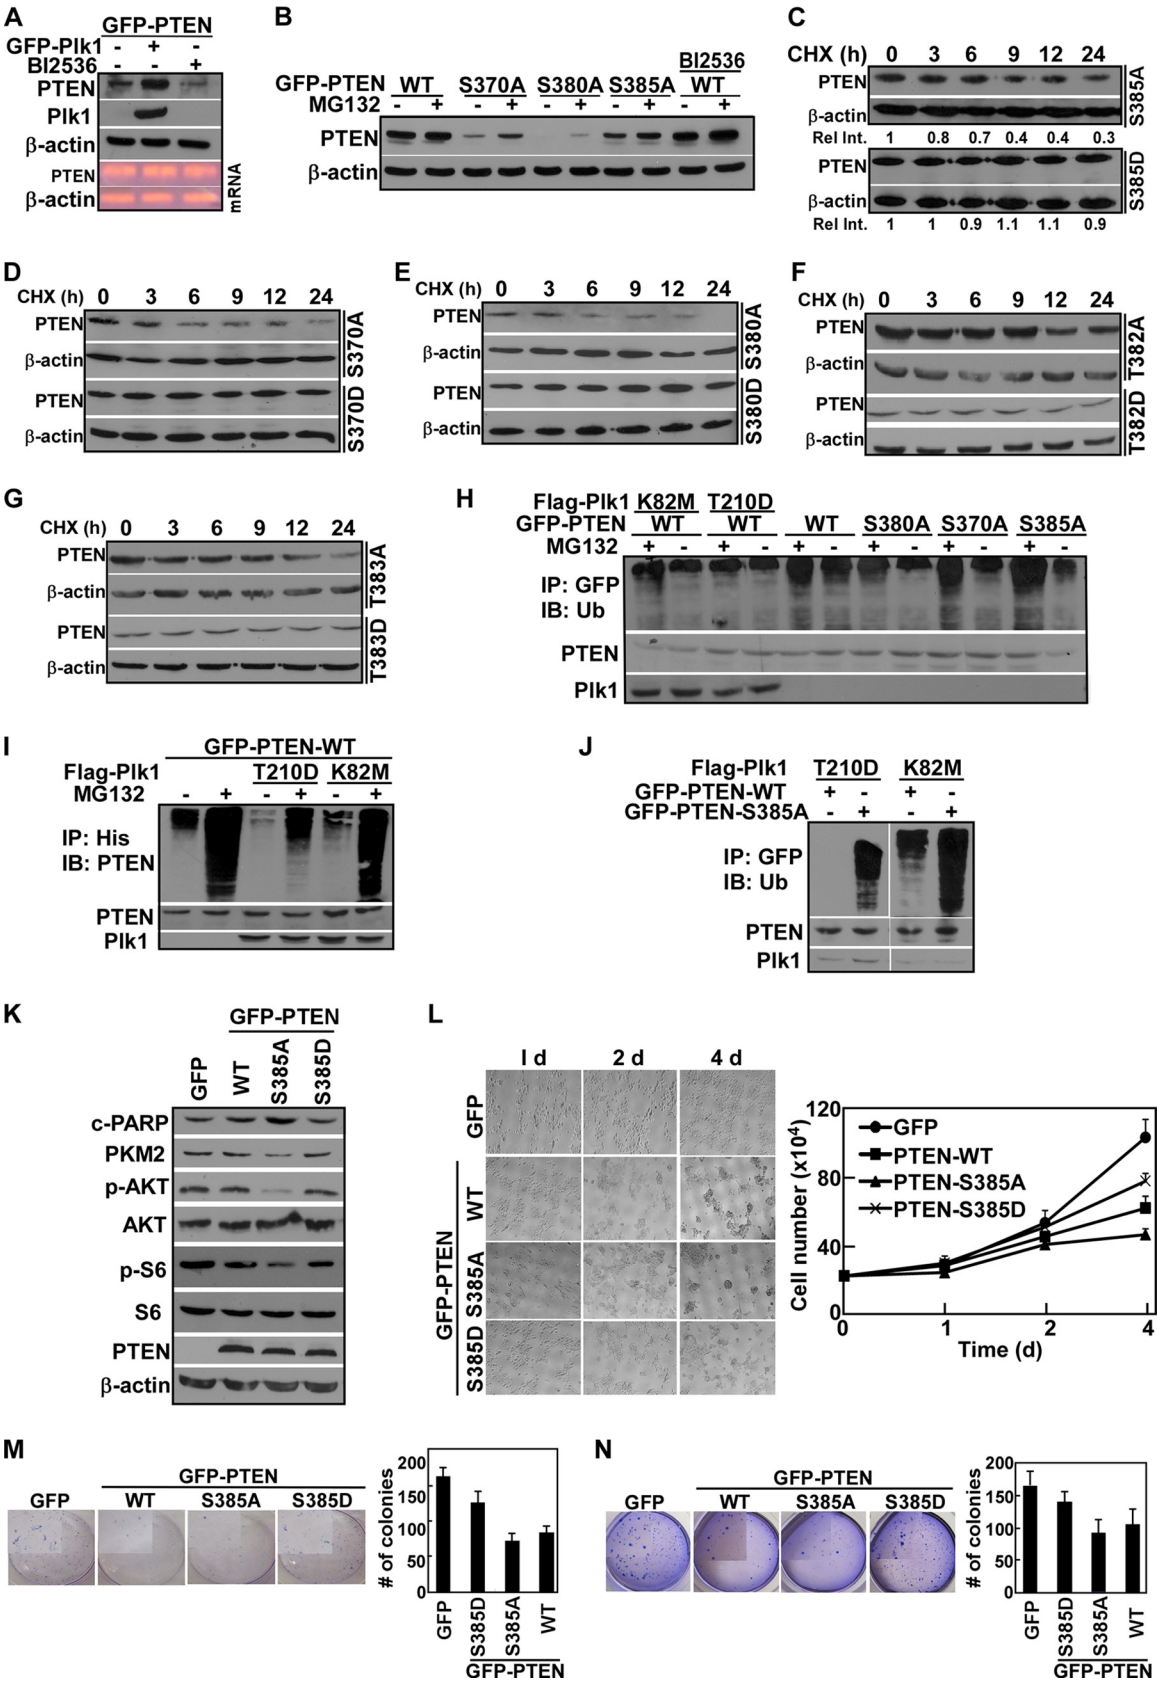 A
GFP-PTEN
GFP-Plk1 - + -
BI2536 - - +
PTEN
Plk1
β-actin
PTEN
β-actin
mRNA
B
BI2536
GFP-PTEN WT S370A S380A S385A WT
MG132 - + - + - + - + - +
PTEN
β-actin
C
CHX (h) 0 3 6 9 12 24
PTEN
β-actin
S385A
Rel Int. 1 0.8 0.7 0.4 0.4 0.3
PTEN
β-actin
S385D
Rel Int. 1 1 0.9 1.1 1.1 0.9
D
CHX (h) 0 3 6 9 12 24
PTEN
β-actin
S370A
PTEN
β-actin
S370D
E
CHX (h) 0 3 6 9 12 24
PTEN
β-actin
S380A
PTEN
β-actin
S380D
F
CHX (h) 0 3 6 9 12 24
PTEN
β-actin
T382A
PTEN
β-actin
T382D
G
CHX (h) 0 3 6 9 12 24
PTEN
β-actin
T383A
PTEN
β-actin
T383D
H
Flag-Plk1 K82M T210D
GFP-PTEN WT WT WT S380A S370A S385A
MG132 + - + - + - + - + - + -
IP: GFP
IB: Ub
PTEN
Plk1
I
GFP-PTEN-WT
Flag-Plk1 T210D K82M
MG132 - + - + - +
IP: His
IB: PTEN
PTEN
Plk1
J
Flag-Plk1 T210D K82M
GFP-PTEN-WT + - + -
GFP-PTEN-S385A - + - +
IP: GFP
IB: Ub
PTEN
Plk1
K
GFP-PTEN
GFP WT S385A S385D
c-PARP
PKM2
p-AKT
AKT
p-S6
S6
PTEN
β-actin
L
I d 2 d 4 d
GFP
WT
S385A
S385D
GFP-PTEN
Cell number (x10⁴)
120
80
40
0
GFP
PTEN-WT
PTEN-S385A
PTEN-S385D
0 1 2 4
Time (d)
M
GFP-PTEN
GFP WT S385A S385D
# of colonies
200
150
100
50
0
GFP S385D S385A WT
GFP-PTEN
N
GFP-PTEN
GFP WT S385A S385D
# of colonies
200
150
100
50
0
GFP S385D S385A WT
GFP-PTEN